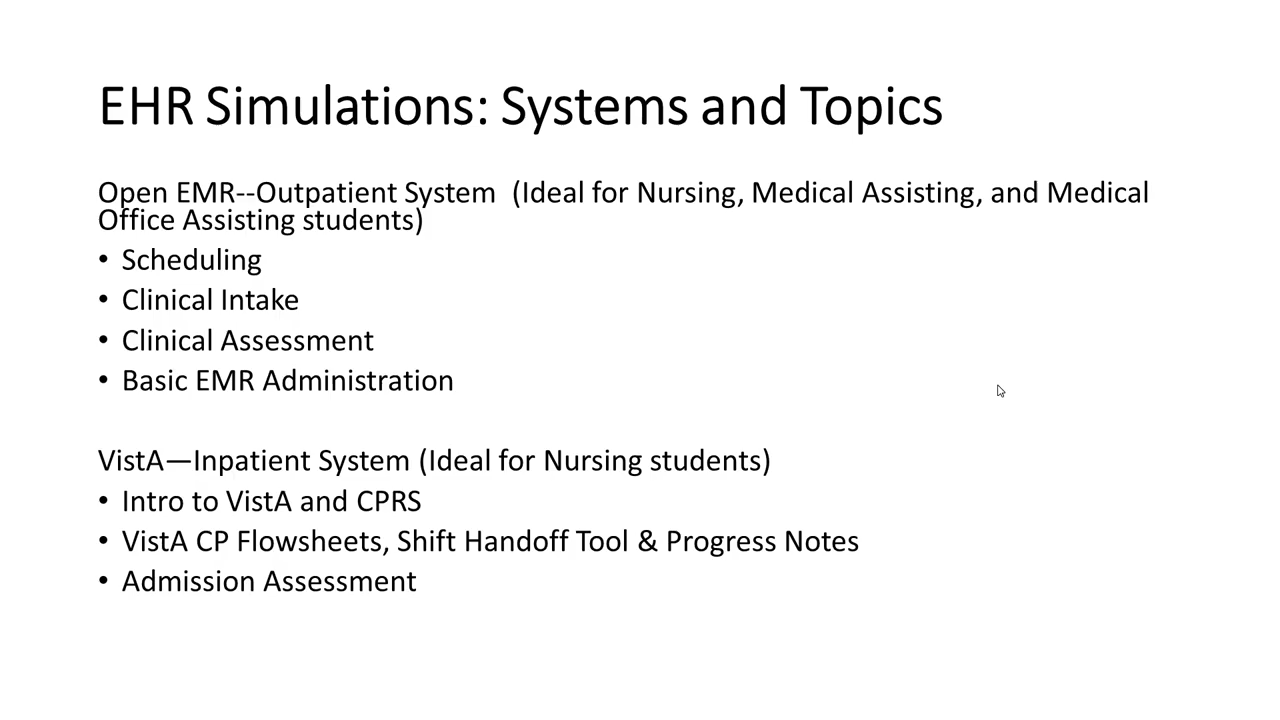 EHR Simulations: Systems and Topics
Open EMR--Outpatient System  (Ideal for Nursing, Medical Assisting, and Medical
Office Assisting students)
• Scheduling
• Clinical Intake
• Clinical Assessment
• Basic EMR Administration
VistA—Inpatient System (Ideal for Nursing students)
• Intro to VistA and CPRS
• VistA CP Flowsheets, Shift Handoff Tool & Progress Notes
• Admission Assessment